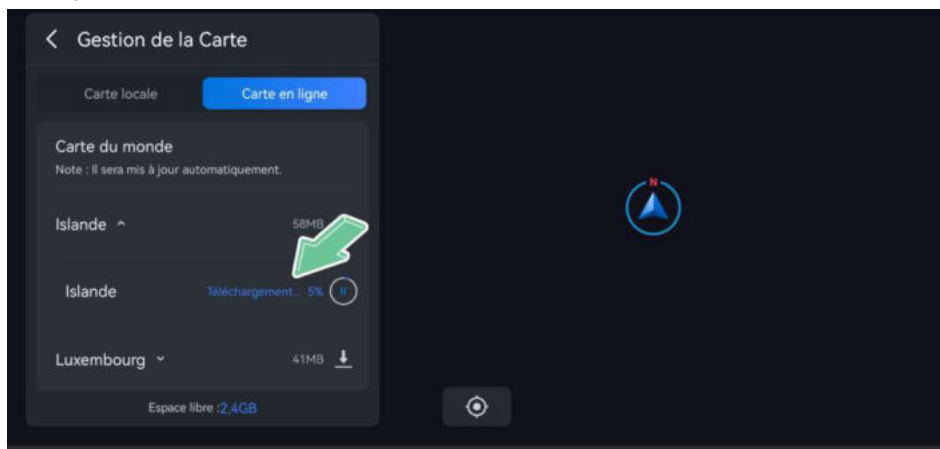 Gestion de la Carte
Carte locale
Carte en ligne
Carte du monde
Note : Il sera mis à jour automatiquement.
Islande
58MB
Islande
Téléchargement... 5%
Luxembourg
41MB
Espace libre :2,4GB
N